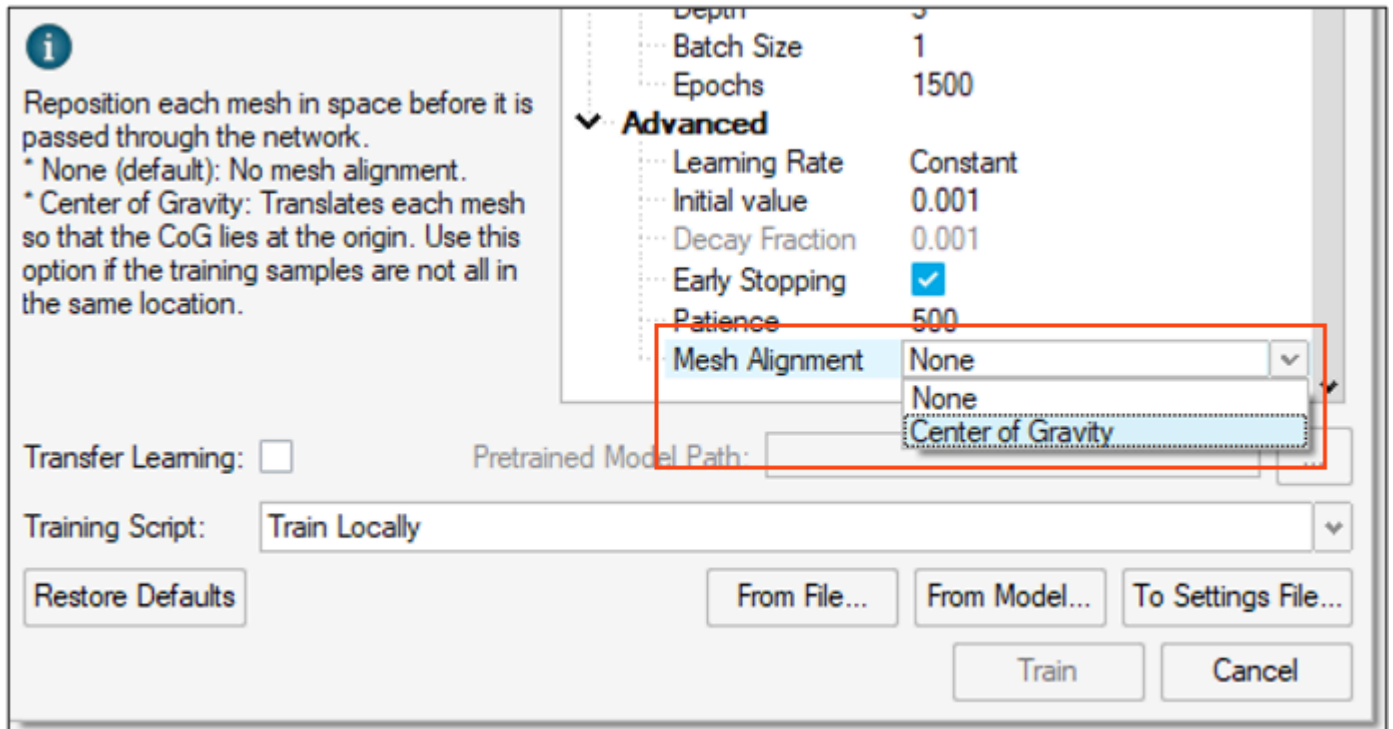 Reposition each mesh in space before it is
passed through the network.
* None (default): No mesh alignment.
* Center of Gravity: Translates each mesh
so that the CoG lies at the origin. Use this
option if the training samples are not all in
the same location.
Depth 3
Batch Size 1
Epochs 1500
Advanced
Learning Rate Constant
Initial value 0.001
Decay Fraction 0.001
Early Stopping
Patience 500
Mesh Alignment None
None
Center of Gravity
Transfer Learning: Pretrained Model Path: ...
Training Script: Train Locally
Restore Defaults From File... From Model... To Settings File...
Train Cancel